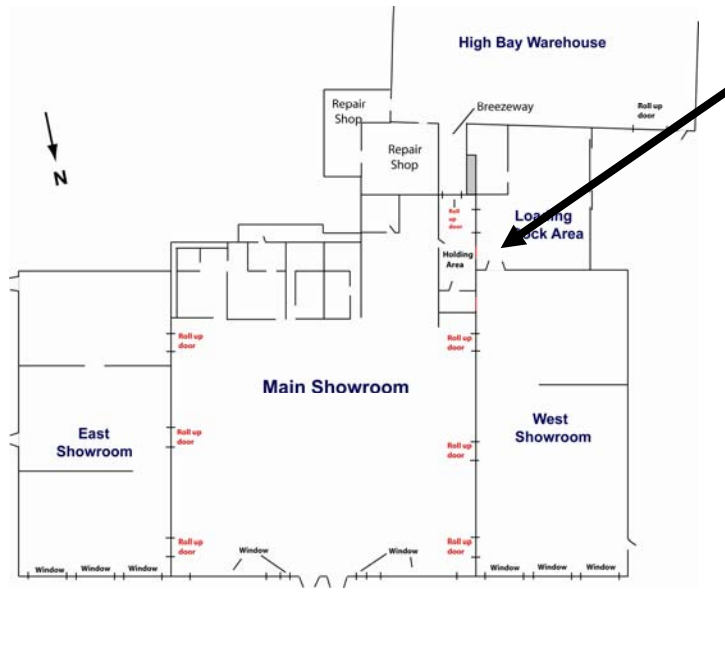 High Bay Warehouse
Repair
Shop
Breezeway
Roll up
door
Repair
Shop
N
Roll
up
door
Loading
Dock Area
Holding
Area
Roll up
door
Roll up
door
Main Showroom
East
Showroom
West
Showroom
Roll up
door
Roll up
door
Roll up
door
Roll up
door
Window
Window
Window
Window
Window
Window
Window
Window